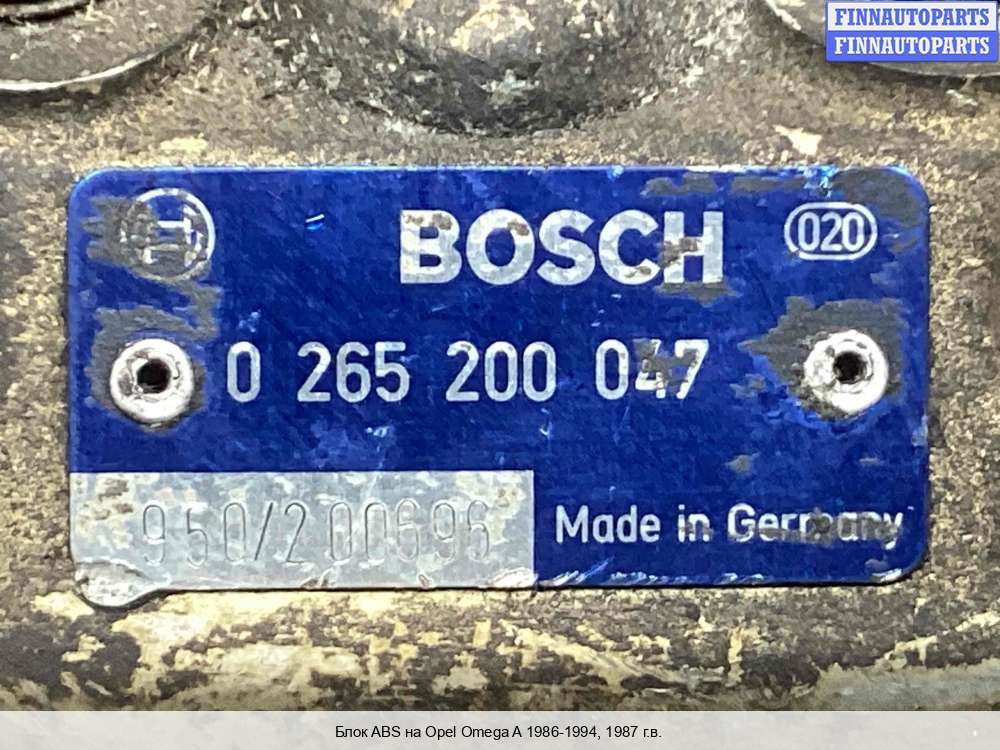 FINNAUTOPARTS
FINNAUTOPARTS
BOSCH 020
0 265 200 047
950/200696
Made in Germany
Блок ABS на Opel Omega A 1986-1994, 1987 г.в.